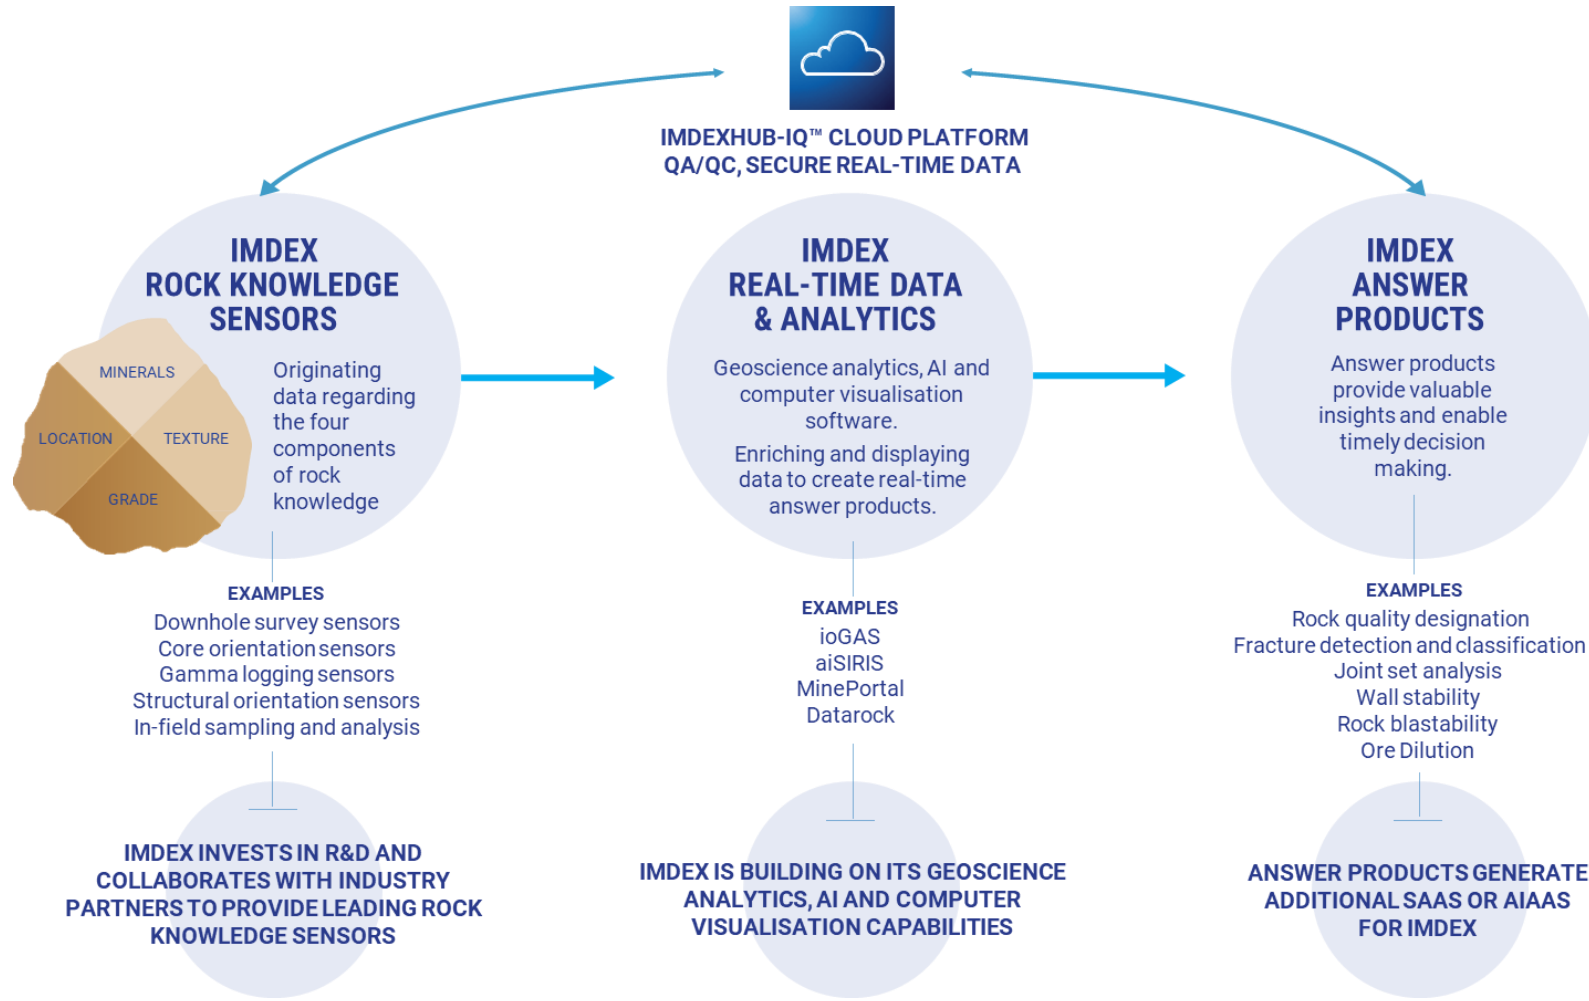 IMDEXHUB-IQ™ CLOUD PLATFORM
QA/QC, SECURE REAL-TIME DATA
IMDEX
ROCK KNOWLEDGE
SENSORS
MINERALS
LOCATION
TEXTURE
GRADE
Originating
data regarding
the four
components
of rock
knowledge
EXAMPLES
Downhole survey sensors
Core orientation sensors
Gamma logging sensors
Structural orientation sensors
In-field sampling and analysis
IMDEX INVESTS IN R&D AND
COLLABORATES WITH INDUSTRY
PARTNERS TO PROVIDE LEADING ROCK
KNOWLEDGE SENSORS
IMDEX
REAL-TIME DATA
& ANALYTICS
Geoscience analytics, AI and
computer visualisation
software.
Enriching and displaying
data to create real-time
answer products.
EXAMPLES
ioGAS
aiSIRIS
MinePortal
Datarock
IMDEX IS BUILDING ON ITS GEOSCIENCE
ANALYTICS, AI AND COMPUTER
VISUALISATION CAPABILITIES
IMDEX
ANSWER
PRODUCTS
Answer products
provide valuable
insights and enable
timely decision
making.
EXAMPLES
Rock quality designation
Fracture detection and classification
Joint set analysis
Wall stability
Rock blastability
Ore Dilution
ANSWER PRODUCTS GENERATE
ADDITIONAL SAAS OR AIAAS
FOR IMDEX